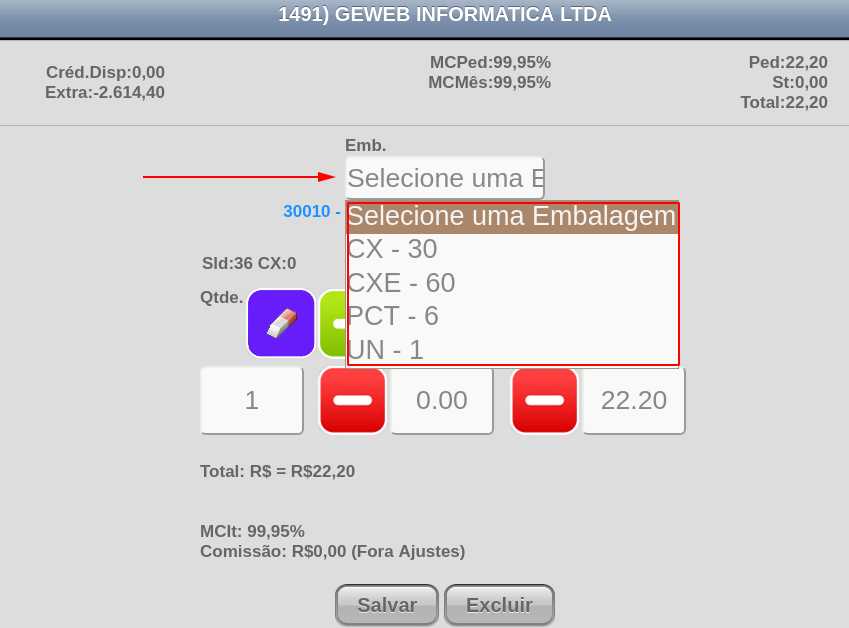 1491) GEWEB INFORMATICA LTDA
Créd.Disp:0,00
Extra:-2.614,40
MCPed:99,95%
MCMês:99,95%
Ped:22,20
St:0,00
Total:22,20
Emb.
Selecione uma E
30010 -
Selecione uma Embalagem
CX - 30
CXE - 60
PCT - 6
UN - 1
Sld:36 CX:0
Qtde.
1
0.00
22.20
Total: R$ = R$22,20
MClt: 99,95%
Comissão: R$0,00 (Fora Ajustes)
Salvar
Excluir